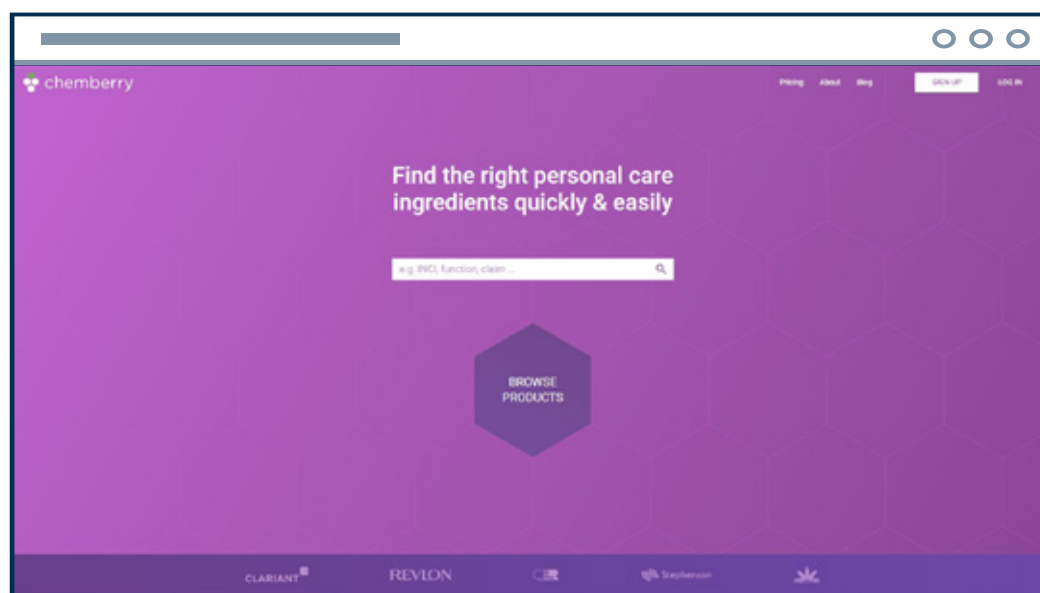 chemberry
Pricing About Blog SIGN UP LOG IN
Find the right personal care
ingredients quickly & easily
e.g. INCI, function, claim ...
BROWSE
PRODUCTS
CLARIANT REVLON Stephenson